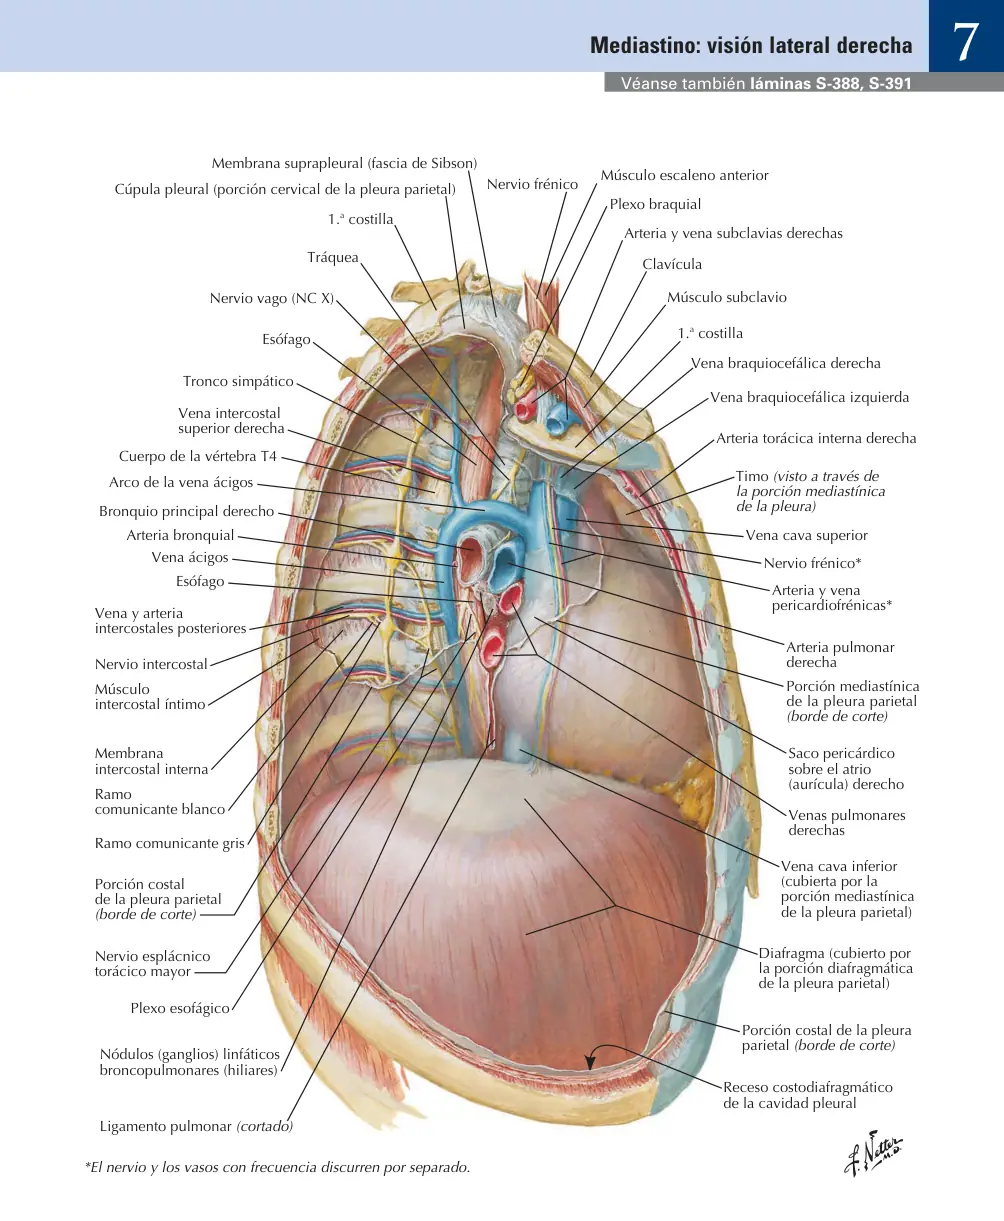 Mediastino: visión lateral derecha
7
Véanse también láminas S-388, S-391
Membrana suprapleural (fascia de Sibson)
Cúpula pleural (porción cervical de la pleura parietal)
1.ª costilla
Tráquea
Nervio vago (NC X)
Esófago
Tronco simpático
Vena intercostal
superior derecha
Cuerpo de la vértebra T4
Arco de la vena ácigos
Bronquio principal derecho
Arteria bronquial
Vena ácigos
Esófago
Vena y arteria
intercostales posteriores
Nervio intercostal
Músculo
intercostal íntimo
Membrana
intercostal interna
Ramo
comunicante blanco
Ramo comunicante gris
Porción costal
de la pleura parietal
(borde de corte)
Nervio esplácnico
torácico mayor
Plexo esofágico
Nódulos (ganglios) linfáticos
broncopulmonares (hiliares)
Ligamento pulmonar (cortado)
Nervio frénico
Músculo escaleno anterior
Plexo braquial
Arteria y vena subclavias derechas
Clavícula
Músculo subclavio
1.ª costilla
Vena braquiocefálica derecha
Vena braquiocefálica izquierda
Arteria torácica interna derecha
Timo (visto a través de
la porción mediastínica
de la pleura)
Vena cava superior
Nervio frénico*
Arteria y vena
pericardiofrénicas*
Arteria pulmonar
derecha
Porción mediastínica
de la pleura parietal
(borde de corte)
Saco pericárdico
sobre el atrio
(aurícula) derecho
Venas pulmonares
derechas
Vena cava inferior
(cubierta por la
porción mediastínica
de la pleura parietal)
Diafragma (cubierto por
la porción diafragmática
de la pleura parietal)
Porción costal de la pleura
parietal (borde de corte)
Receso costodiafragmático
de la cavidad pleural
*El nervio y los vasos con frecuencia discurren por separado.
F. Netter
M.D.